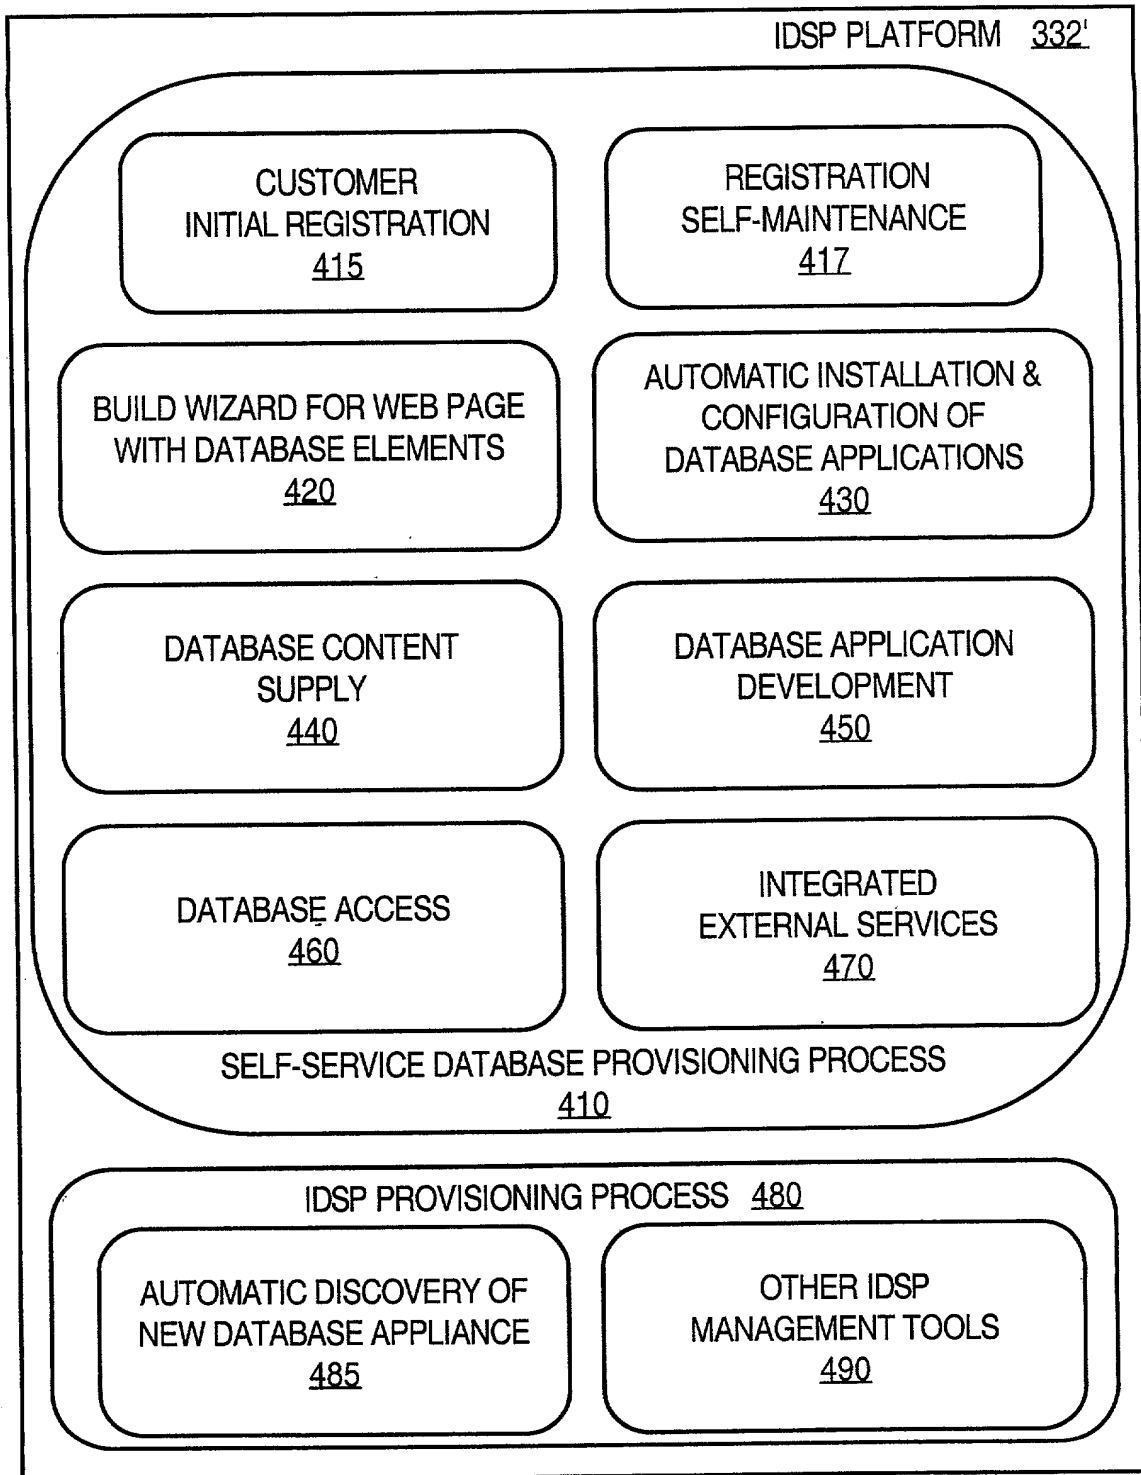 IDSP PLATFORM 332'
CUSTOMER
INITIAL REGISTRATION
415
REGISTRATION
SELF-MAINTENANCE
417
BUILD WIZARD FOR WEB PAGE
WITH DATABASE ELEMENTS
420
AUTOMATIC INSTALLATION &
CONFIGURATION OF
DATABASE APPLICATIONS
430
DATABASE CONTENT
SUPPLY
440
DATABASE APPLICATION
DEVELOPMENT
450
DATABASE ACCESS
460
INTEGRATED
EXTERNAL SERVICES
470
SELF-SERVICE DATABASE PROVISIONING PROCESS
410
IDSP PROVISIONING PROCESS 480
AUTOMATIC DISCOVERY OF
NEW DATABASE APPLIANCE
485
OTHER IDSP
MANAGEMENT TOOLS
490